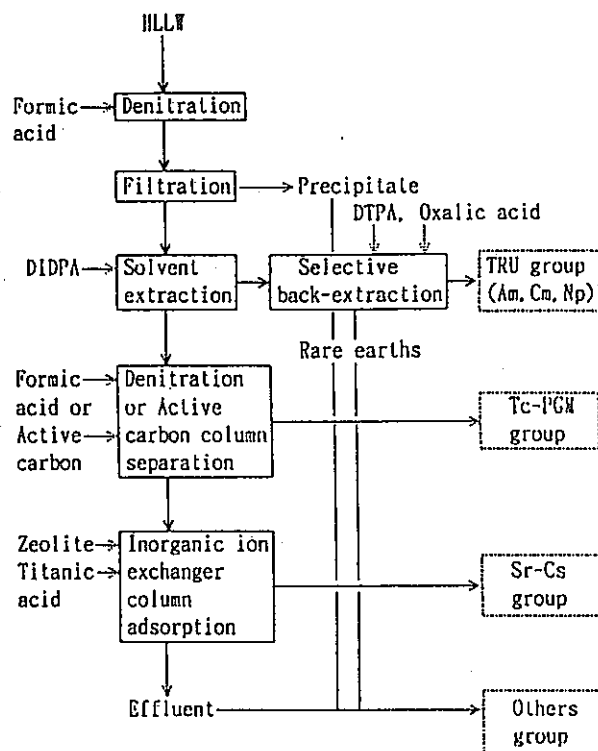 HLLW
Formic
acid
Denitration
Filtration
Precipitate
DTPA, Oxalic acid
DIDPA
Solvent
extraction
Selective
back-extraction
TRU group
(Am,Cm,Np)
Rare earths
Formic
acid or
Active
carbon
Denitration
or Active
carbon column
separation
Tc-PGM
group
Zeolite
Titanic
acid
Inorganic ion
exchanger
column
adsorption
Sr-Cs
group
Effluent
Others
group